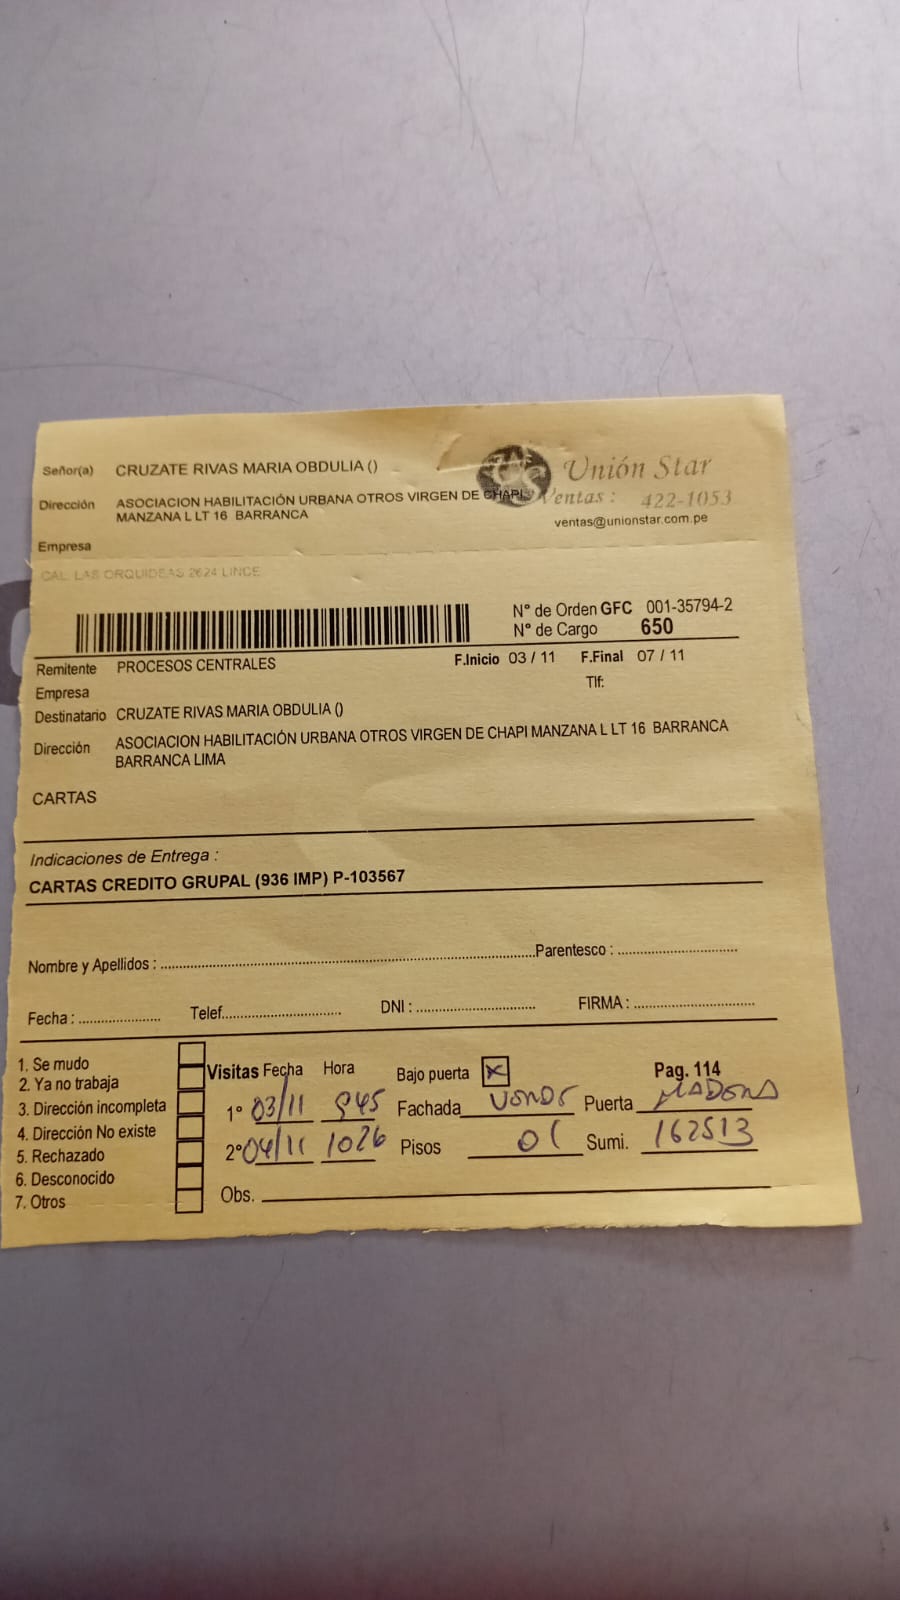 Señor(a) CRUZATE RIVAS MARIA OBDULIA () Unión Star
Dirección ASOCIACION HABILITACIÓN URBANA OTROS VIRGEN DE CHAPI Ventas : 422-1053
MANZANA L LT 16 BARRANCA ventas@unionstar.com.pe
Empresa
CAL. LAS ORQUIDEAS 2624 LINCE
N° de Orden GFC 001-35794-2
N° de Cargo 650
Remitente PROCESOS CENTRALES F.Inicio 03 / 11 F.Final 07 / 11
Empresa Tlf:
Destinatario CRUZATE RIVAS MARIA OBDULIA ()
Dirección ASOCIACION HABILITACIÓN URBANA OTROS VIRGEN DE CHAPI MANZANA L LT 16 BARRANCA
BARRANCA LIMA
CARTAS
Indicaciones de Entrega :
CARTAS CREDITO GRUPAL (936 IMP) P-103567
Nombre y Apellidos : Parentesco :
Fecha : Telef. DNI : FIRMA :
1. Se mudo
2. Ya no trabaja
3. Dirección incompleta
4. Dirección No existe
5. Rechazado
6. Desconocido
7. Otros
Visitas Fecha Hora Bajo puerta X Pag. 114
1° 03/11 945 Fachada Puerta
2° 04/11 1026 Pisos 01 Sumi. 162513
Obs.